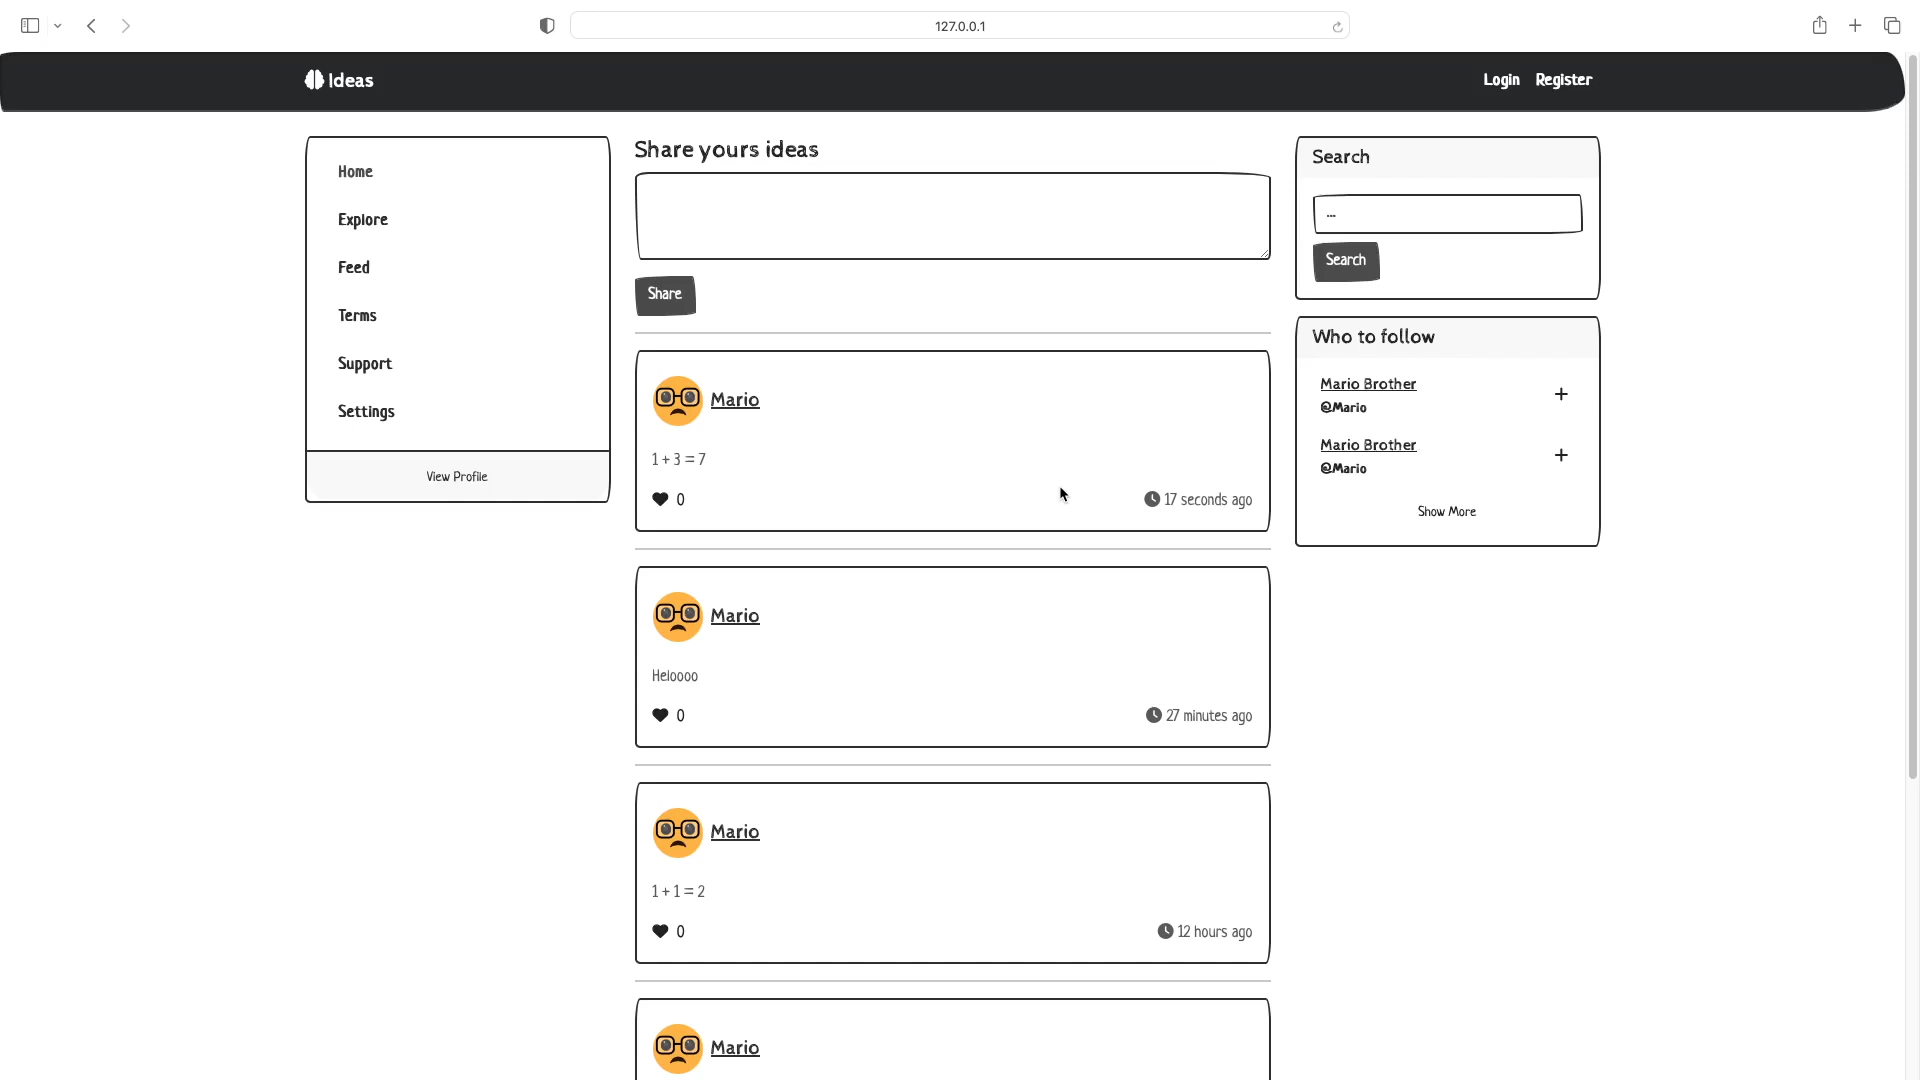 127.0.0.1
Ideas
Login
Register
Home
Explore
Feed
Terms
Support
Settings
View Profile
Share yours ideas
Share
Mario
1 + 3 = 7
0
17 seconds ago
Mario
Heloooo
0
27 minutes ago
Mario
1 + 1 = 2
0
12 hours ago
Mario
Search
...
Search
Who to follow
Mario Brother
@Mario
Mario Brother
@Mario
Show More